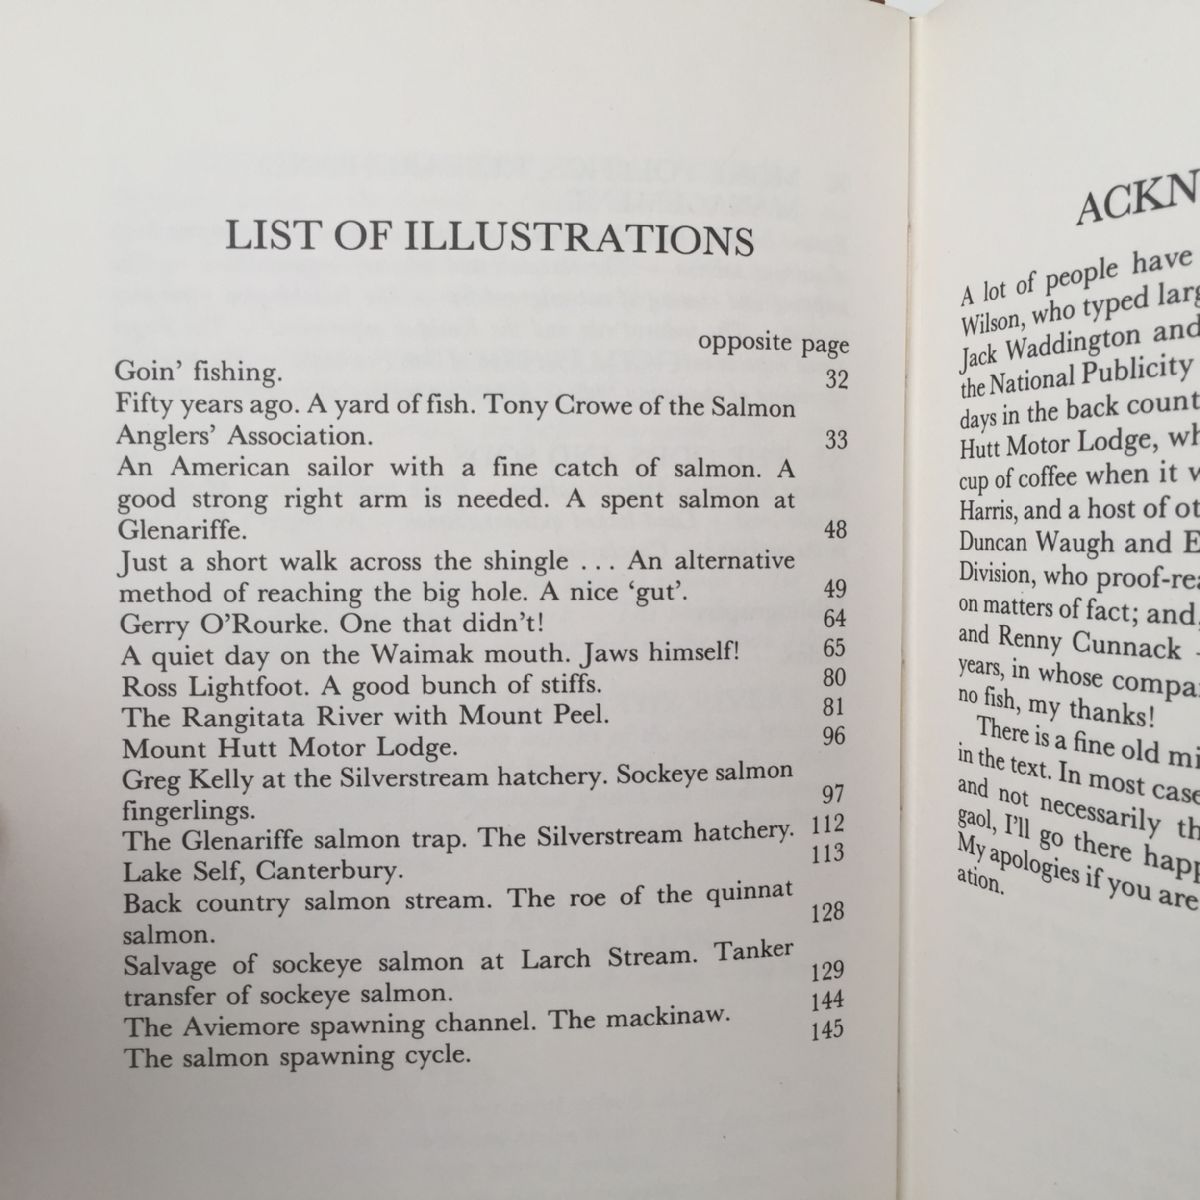 LIST OF ILLUSTRATIONS
opposite page
Goin' fishing. 32
Fifty years ago. A yard of fish. Tony Crowe of the Salmon
Anglers' Association. 33
An American sailor with a fine catch of salmon. A
good strong right arm is needed. A spent salmon at
Glenariffe. 48
Just a short walk across the shingle ... An alternative
method of reaching the big hole. A nice 'gut'. 49
Gerry O'Rourke. One that didn't! 64
A quiet day on the Waimak mouth. Jaws himself! 65
Ross Lightfoot. A good bunch of stiffs. 80
The Rangitata River with Mount Peel. 81
Mount Hutt Motor Lodge. 96
Greg Kelly at the Silverstream hatchery. Sockeye salmon
fingerlings. 97
The Glenariffe salmon trap. The Silverstream hatchery. 112
Lake Self, Canterbury. 113
Back country salmon stream. The roe of the quinnat
salmon. 128
Salvage of sockeye salmon at Larch Stream. Tanker
transfer of sockeye salmon. 129
The Aviemore spawning channel. The mackinaw. 144
The salmon spawning cycle. 145
ACKN
A lot of people have
Wilson, who typed larg
Jack Waddington and
the National Publicity
days in the back count
Hutt Motor Lodge, wh
cup of coffee when it w
Harris, and a host of ot
Duncan Waugh and E
Division, who proof-rea
on matters of fact; and,
and Renny Cunnack -
years, in whose compa
no fish, my thanks!
There is a fine old mi
in the text. In most case
and not necessarily th
gaol, I'll go there happ
My apologies if you are
ation.